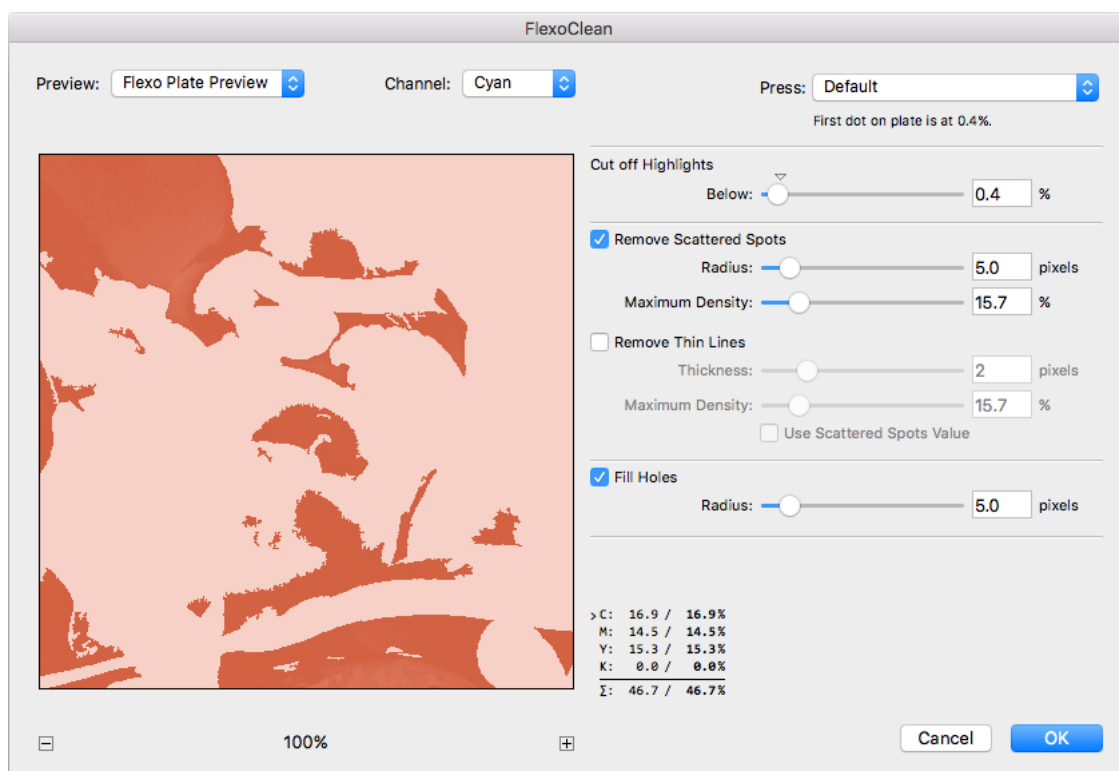 FlexoClean
Preview: Flexo Plate Preview Channel: Cyan
Press: Default
First dot on plate is at 0.4%.
Cut off Highlights
Below: 0.4 %
Remove Scattered Spots
Radius: 5.0 pixels
Maximum Density: 15.7 %
Remove Thin Lines
Thickness: 2 pixels
Maximum Density: 15.7 %
Use Scattered Spots Value
Fill Holes
Radius: 5.0 pixels
>C: 16.9 / 16.9%
M: 14.5 / 14.5%
Y: 15.3 / 15.3%
K: 0.0 / 0.0%
Σ: 46.7 / 46.7%
100%
Cancel OK